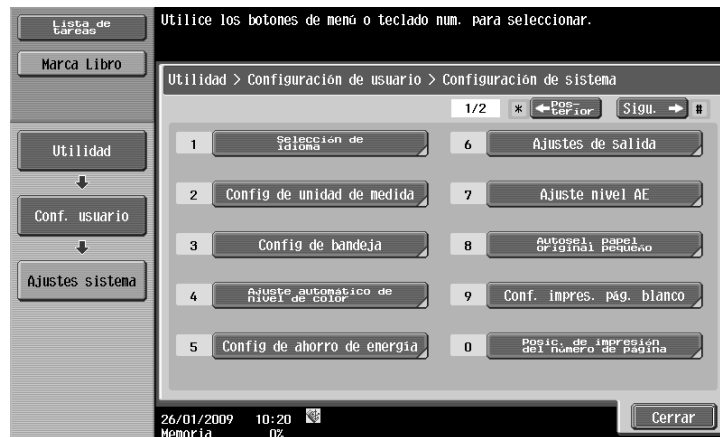 Lista de
tareas
Marca Libro
Utilidad
Conf. usuario
Ajustes sistema
Utilice los botones de menú o teclado num. para seleccionar.
Utilidad > Configuración de usuario > Configuración de sistema
1/2 * ←Pos-
terior Sigu. → #
1 Selección de
idioma
2 Config de unidad de medida
3 Config de bandeja
4 Ajuste automático de
nivel de color
5 Config de ahorro de energía
6 Ajustes de salida
7 Ajuste nivel AE
8 Autosel. papel
original pequeño
9 Conf. impres. pág. blanco
0 Posic. de impresión
del número de página
26/01/2009 10:20
Memoria 0%
Cerrar